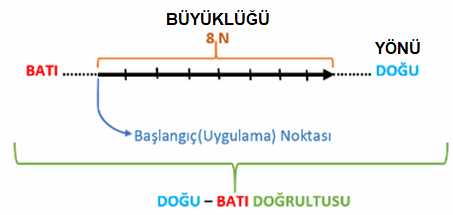 BÜYÜKLÜĞÜ
8 N
YÖNÜ
BATI
DOĞU
Başlangıç(Uygulama) Noktası
DOĞU – BATI DOĞRULTUSU